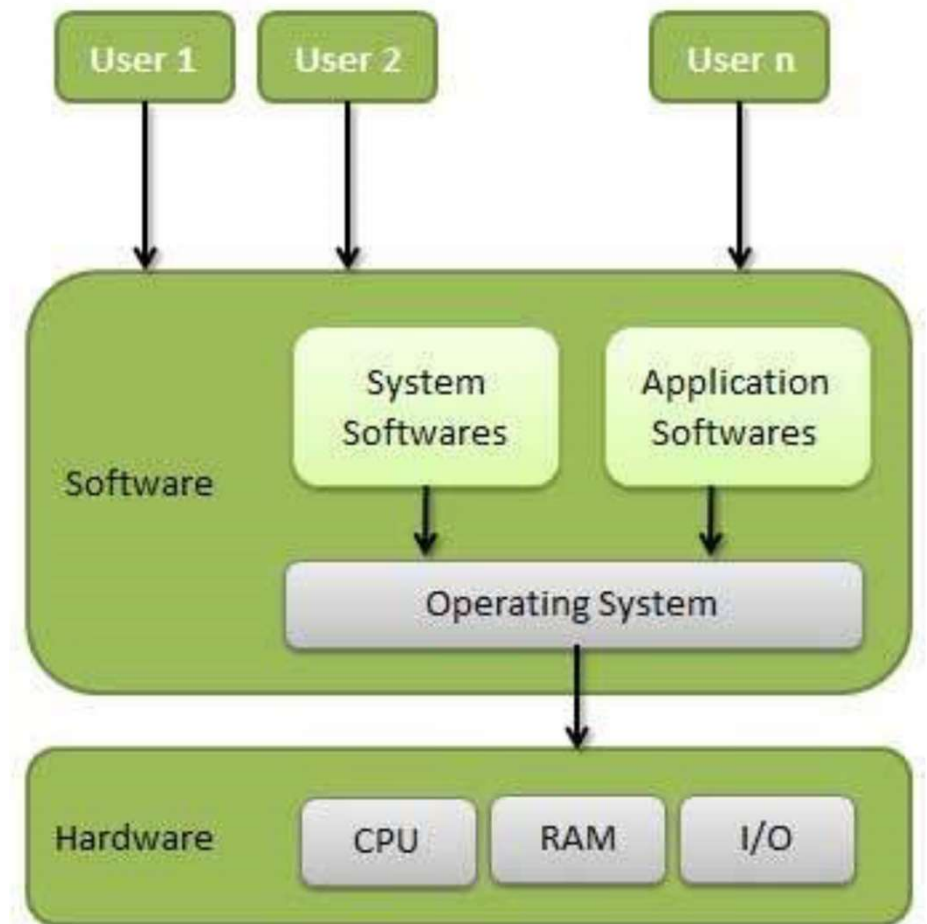 User 1
User 2
User n
System
Softwares
Application
Softwares
Software
Operating System
Hardware
CPU
RAM
I/O